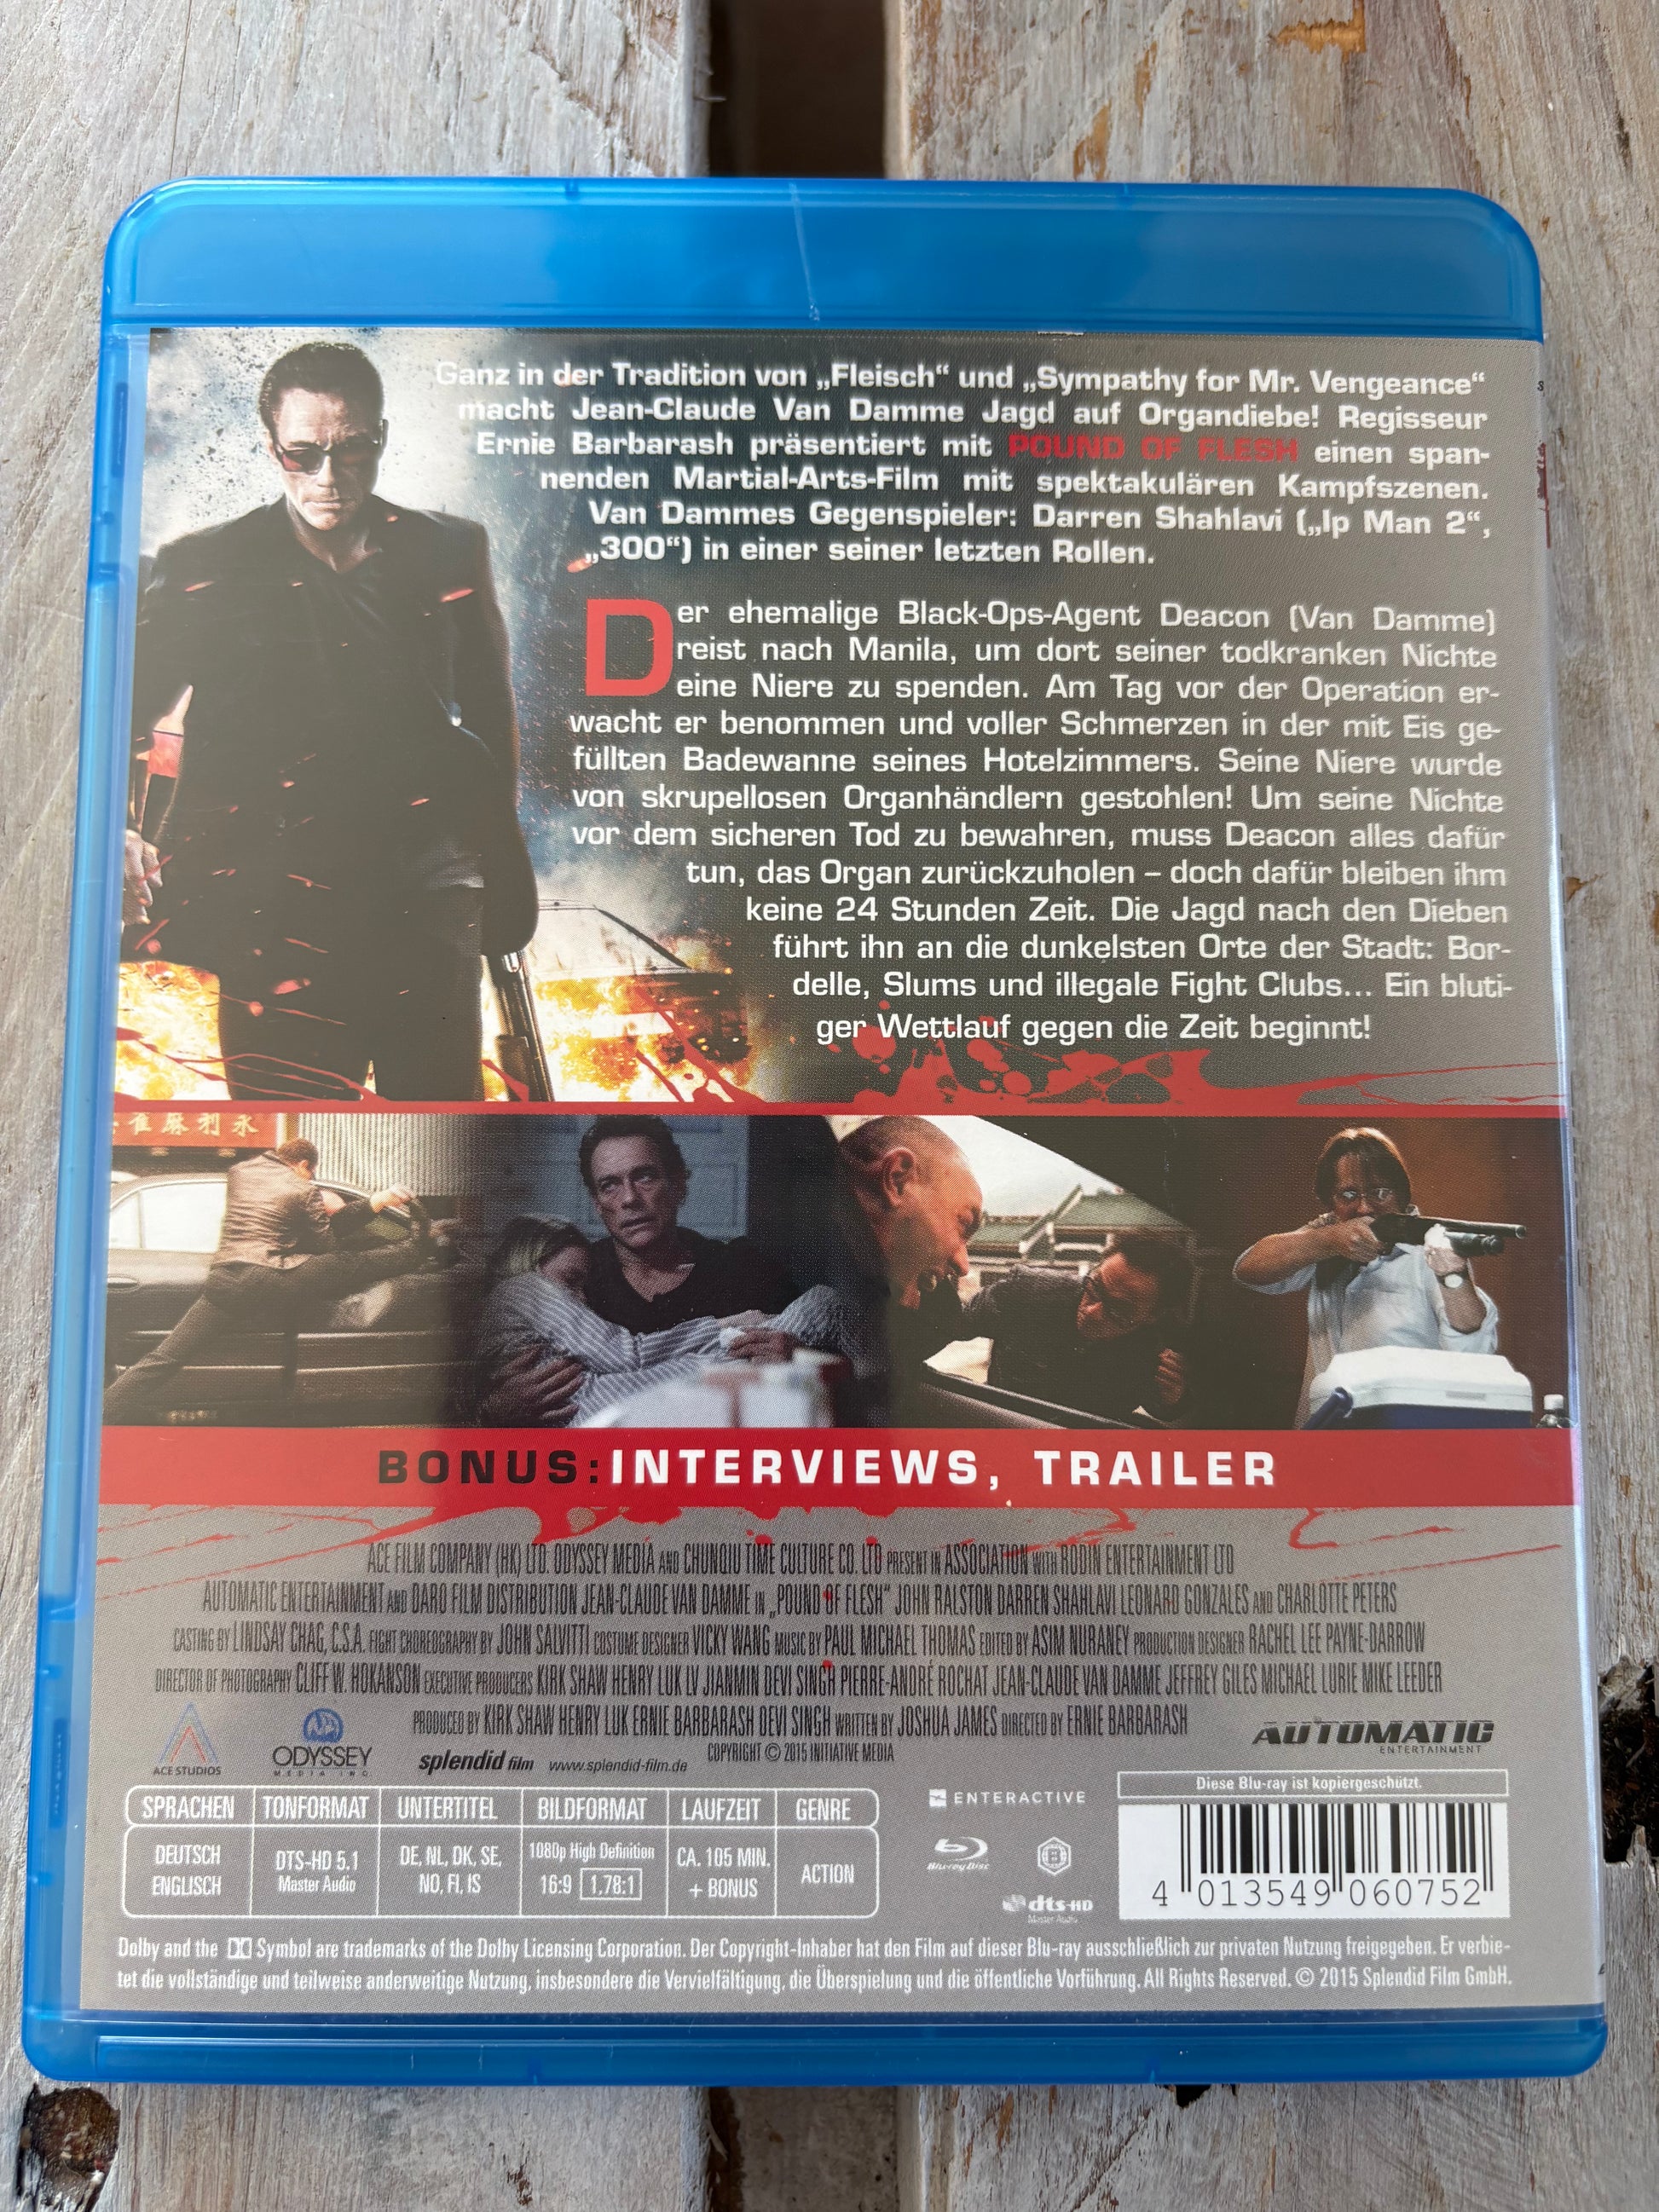 Ganz in der Tradition von „Fleisch“ und „Sympathy for Mr. Vengeance“
macht Jean-Claude Van Damme Jagd auf Organdiebe! Regisseur
Ernie Barbarash präsentiert mit POUND OF FLESH einen span-
nenden Martial-Arts-Film mit spektakulären Kampfszenen.
Van Dammes Gegenspieler: Darren Shahlavi („Ip Man 2“,
„300“) in einer seiner letzten Rollen.
Der ehemalige Black-Ops-Agent Deacon (Van Damme)
reist nach Manila, um dort seiner todkranken Nichte
eine Niere zu spenden. Am Tag vor der Operation er-
wacht er benommen und voller Schmerzen in der mit Eis ge-
füllten Badewanne seines Hotelzimmers. Seine Niere wurde
von skrupellosen Organhändlern gestohlen! Um seine Nichte
vor dem sicheren Tod zu bewahren, muss Deacon alles dafür
tun, das Organ zurückzuholen – doch dafür bleiben ihm
keine 24 Stunden Zeit. Die Jagd nach den Dieben
führt ihn an die dunkelsten Orte der Stadt: Bor-
delle, Slums und illegale Fight Clubs... Ein bluti-
ger Wettlauf gegen die Zeit beginnt!
雀麻利永
BONUS: INTERVIEWS, TRAILER
ACE FILM COMPANY (HK) LTD. ODYSSEY MEDIA AND CHUNQIU TIME CULTURE CO. LTD PRESENT IN ASSOCIATION WITH RODIN ENTERTAINMENT LTD
AUTOMATIC ENTERTAINMENT AND DARO FILM DISTRIBUTION JEAN-CLAUDE VAN DAMME IN „POUND OF FLESH“ JOHN RALSTON DARREN SHAHLAVI LEONARD GONZALES AND CHARLOTTE PETERS
CASTING BY LINDSAY CHAG, C.S.A. FIGHT CHOREOGRAPHY BY JOHN SALVITTI COSTUME DESIGNER VICKY WANG MUSIC BY PAUL MICHAEL THOMAS EDITED BY ASIM NURANEY PRODUCTION DESIGNER RACHEL LEE PAYNE-DARROW
DIRECTOR OF PHOTOGRAPHY CLIFF W. HOKANSON EXECUTIVE PRODUCERS KIRK SHAW HENRY LUK LV JIANMIN DEVI SINGH PIERRE-ANDRÉ ROCHAT JEAN-CLAUDE VAN DAMME JEFFREY GILES MICHAEL LURIE MIKE LEEDER
PRODUCED BY KIRK SHAW HENRY LUK ERNIE BARBARASH DEVI SINGH WRITTEN BY JOSHUA JAMES DIRECTED BY ERNIE BARBARASH
COPYRIGHT © 2015 INITIATIVE MEDIA
ACE STUDIOS
ODYSSEY
MEDIA INC.
splendid film www.splendid-film.de
AUTOMATIC
ENTERTAINMENT
SPRACHEN TONFORMAT UNTERTITEL BILDFORMAT LAUFZEIT GENRE
DEUTSCH DTS-HD 5.1 DE, NL, DK, SE, 1080p High Definition CA. 105 MIN. ACTION
ENGLISCH Master Audio NO, FI, IS 16:9 1,78:1 + BONUS
ENTERACTIVE
Blu-ray Disc
dts-HD
Master Audio
Diese Blu-ray ist kopiergeschützt.
4 013549 060752
Dolby and the Symbol are trademarks of the Dolby Licensing Corporation. Der Copyright-Inhaber hat den Film auf dieser Blu-ray ausschließlich zur privaten Nutzung freigegeben. Er verbie-
tet die vollständige und teilweise anderweitige Nutzung, insbesondere die Vervielfältigung, die Überspielung und die öffentliche Vorführung. All Rights Reserved. © 2015 Splendid Film GmbH.